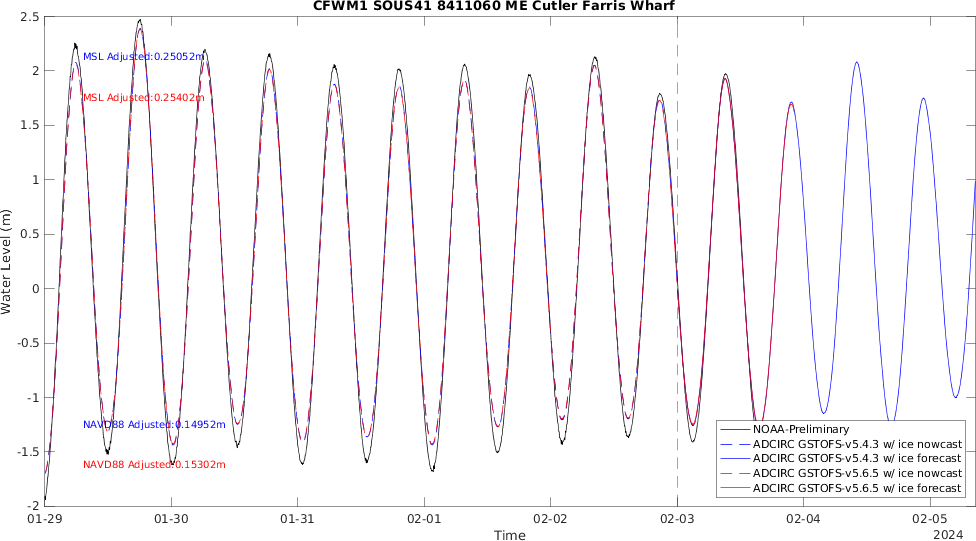 CFWM1 SOUS41 8411060 ME Cutler Farris Wharf
2.5
MSL Adjusted:0.25052m
2
MSL Adjusted:0.25402m
1.5
1
0.5
Water Level (m)
0
-0.5
-1
NAVD88 Adjusted:0.14952m
NAVD88 Adjusted:0.15302m
-1.5
-2
NOAA-Preliminary
ADCIRC GSTOFS-v5.4.3 w/ ice nowcast
ADCIRC GSTOFS-v5.4.3 w/ ice forecast
ADCIRC GSTOFS-v5.6.5 w/ ice nowcast
ADCIRC GSTOFS-v5.6.5 w/ ice forecast
01-29 01-30 01-31 02-01 02-02 02-03 02-04 02-05
Time
2024